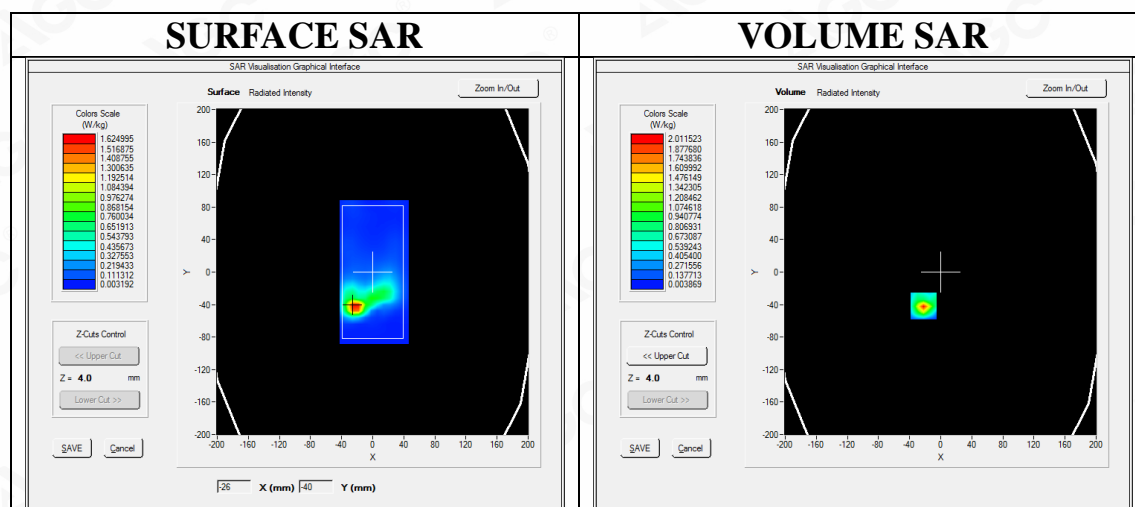 SURFACE SAR
VOLUME SAR
SAR Visualisation Graphical Interface
Surface Radiated Intensity
Zoom In/Out
Colors Scale
(W/kg)
1.624995
1.516875
1.408755
1.300635
1.192514
1.084394
0.976274
0.868154
0.760034
0.651913
0.543793
0.435673
0.327553
0.219433
0.111312
0.003192
Z-Cuts Control
<< Upper Cut
Z = 4.0 mm
Lower Cut >>
SAVE
Cancel
200
160
120
80
40
0
-40
-80
-120
-160
-200
Y
-200 -160 -120 -80 -40 0 40 80 120 160 200
X
-26 X (mm) -40 Y (mm)
SAR Visualisation Graphical Interface
Volume Radiated Intensity
Zoom In/Out
Colors Scale
(W/kg)
2.011523
1.877680
1.743836
1.609992
1.476149
1.342305
1.208462
1.074618
0.940774
0.806931
0.673087
0.539243
0.405400
0.271556
0.137713
0.003869
Z-Cuts Control
<< Upper Cut
Z = 4.0 mm
Lower Cut >>
SAVE
Cancel
200
160
120
80
40
0
-40
-80
-120
-160
-200
Y
-200 -160 -120 -80 -40 0 40 80 120 160 200
X